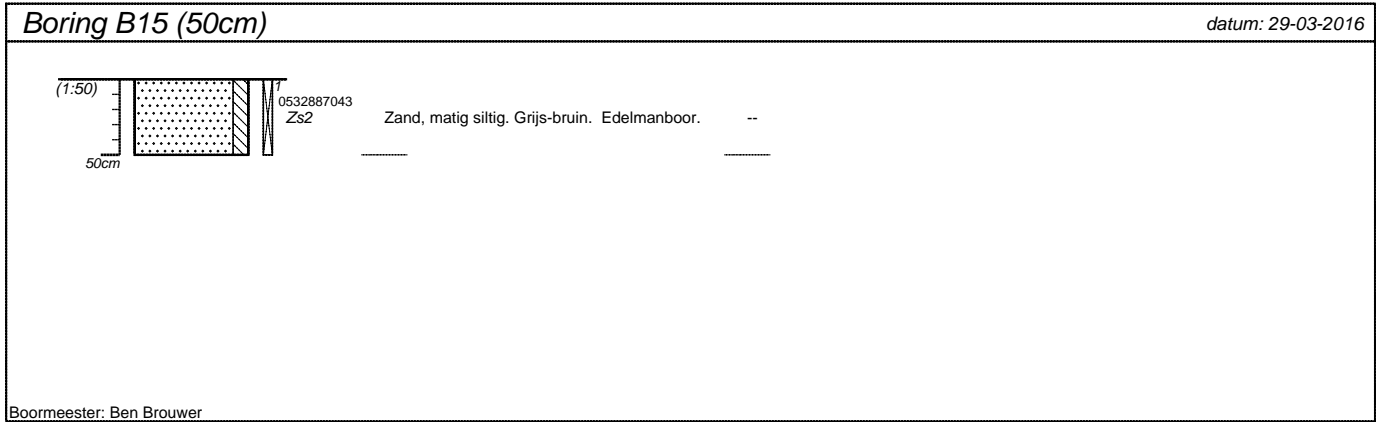 Boring B15 (50cm)
datum: 29-03-2016
(1:50)
1
0532887043
Zs2
Zand, matig siltig. Grijs-bruin. Edelmanboor.
--
50cm
Boormeester: Ben Brouwer